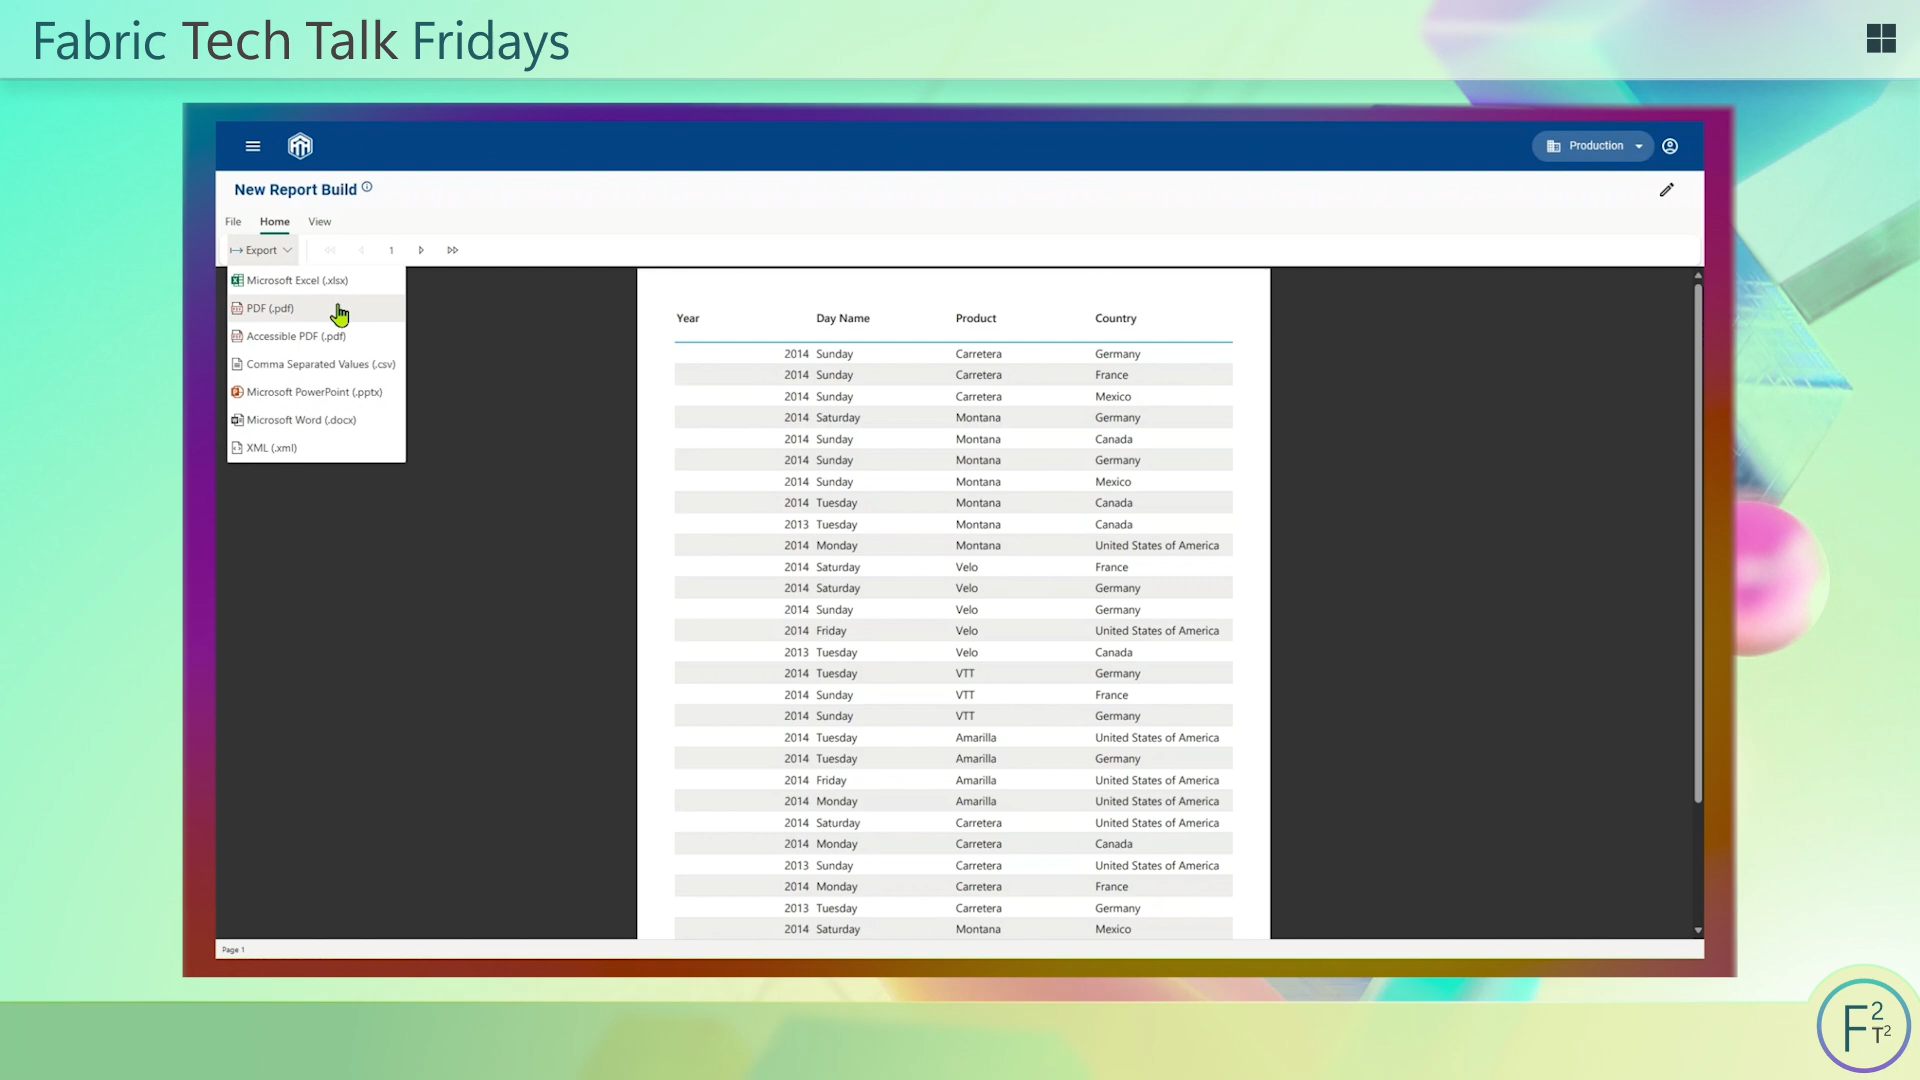 Fabric Tech Talk Fridays
Production
New Report Build
File Home View
Export 1
Microsoft Excel (.xlsx)
PDF (.pdf)
Accessible PDF (.pdf)
Comma Separated Values (.csv)
Microsoft PowerPoint (.pptx)
Microsoft Word (.docx)
XML (.xml)
Year Day Name Product Country
2014 Sunday Carretera Germany
2014 Sunday Carretera France
2014 Sunday Carretera Mexico
2014 Saturday Montana Germany
2014 Sunday Montana Canada
2014 Sunday Montana Germany
2014 Sunday Montana Mexico
2014 Tuesday Montana Canada
2013 Tuesday Montana Canada
2014 Monday Montana United States of America
2014 Saturday Velo France
2014 Saturday Velo Germany
2014 Sunday Velo Germany
2014 Friday Velo United States of America
2013 Tuesday Velo Canada
2014 Tuesday VTT Germany
2014 Sunday VTT France
2014 Sunday VTT Germany
2014 Tuesday Amarilla United States of America
2014 Tuesday Amarilla Germany
2014 Friday Amarilla United States of America
2014 Monday Amarilla United States of America
2014 Saturday Carretera United States of America
2014 Monday Carretera Canada
2013 Sunday Carretera United States of America
2014 Monday Carretera France
2013 Tuesday Carretera Germany
2014 Saturday Montana Mexico
Page 1
F2 T2